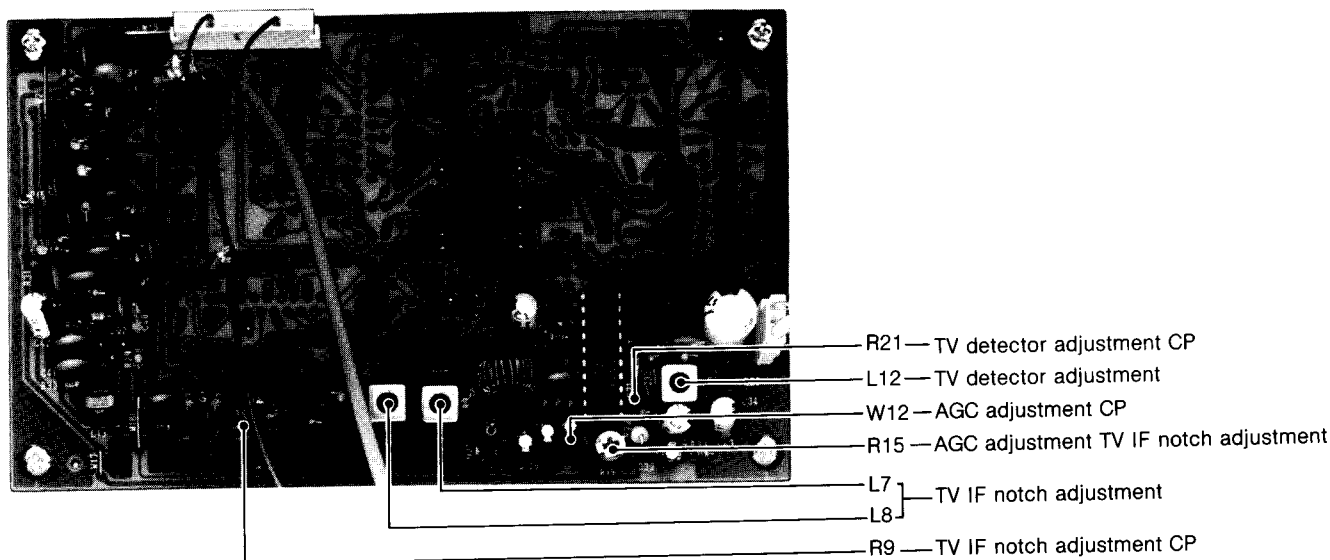 R21 — TV detector adjustment CP
L12 — TV detector adjustment
W12 — AGC adjustment CP
R15 — AGC adjustment TV IF notch adjustment
L7
L8
TV IF notch adjustment
R9 — TV IF notch adjustment CP